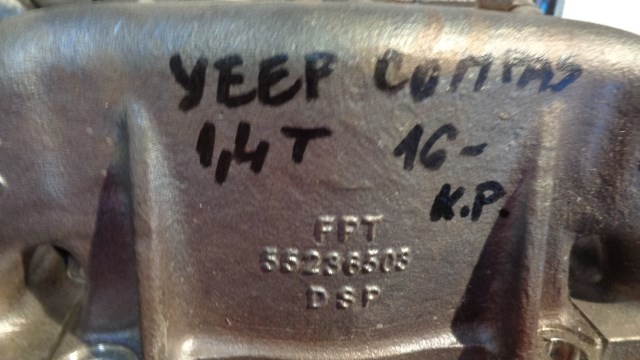 YEEP COMPAS
1,4T 16-
K.P.
FPT
55236503
DSP